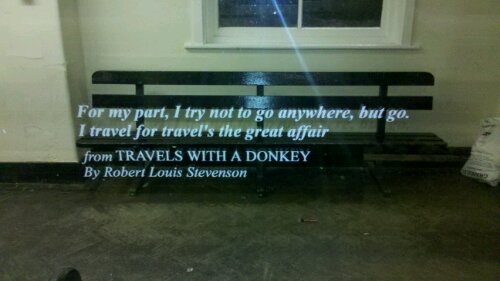 For my part, I try not to go anywhere, but go.
I travel for travel's the great affair
from TRAVELS WITH A DONKEY
By Robert Louis Stevenson